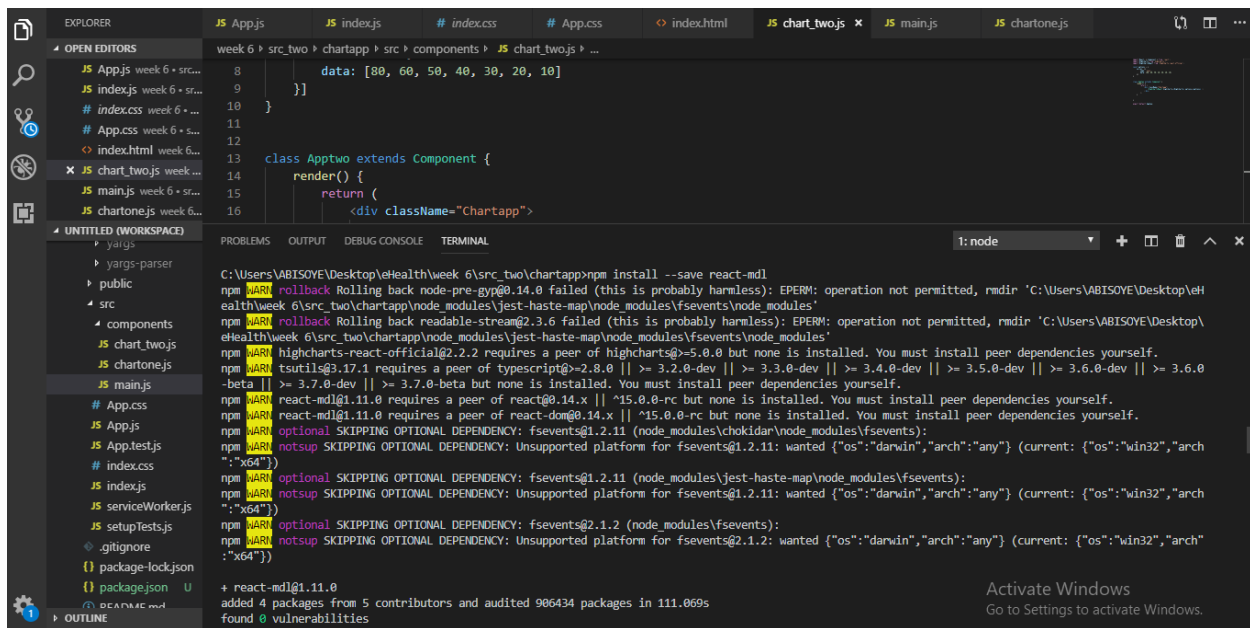 EXPLORER
JS App.js JS index.js # index.css # App.css <> index.html JS chart_two.js × JS main.js JS chartone.js ...
OPEN EDITORS
week 6 src_two chartapp src components JS chart_two.js ...
JS App.js week 6 • src...
JS index.js week 6 • sr...
# index.css week 6 • ...
# App.css week 6 • s...
<> index.html week 6...
× JS chart_two.js week ...
JS main.js week 6 • sr...
JS chartone.js week 6...
8 data: [80, 60, 50, 40, 30, 20, 10]
9 }]
10 }
11
12
13 class Apptwo extends Component {
14 render() {
15 return (
16 <div className="Chartapp">
UNTITLED (WORKSPACE)
yargs
yargs-parser
public
src
components
JS chart_two.js
JS chartone.js
JS main.js
# App.css
JS App.js
JS App.test.js
# index.css
JS index.js
JS serviceWorker.js
JS setupTests.js
.gitignore
{} package-lock.json
{} package.json U
README.md
OUTLINE
1
PROBLEMS OUTPUT DEBUG CONSOLE TERMINAL 1: node
C:\Users\ABISOYE\Desktop\eHealth\week 6\src_two\chartapp>npm install --save react-mdl
npm WARN rollback Rolling back node-pre-gyp@0.14.0 failed (this is probably harmless): EPERM: operation not permitted, rmdir 'C:\Users\ABISOYE\Desktop\eH
ealth\week 6\src_two\chartapp\node_modules\jest-haste-map\node_modules\fsevents\node_modules'
npm WARN rollback Rolling back readable-stream@2.3.6 failed (this is probably harmless): EPERM: operation not permitted, rmdir 'C:\Users\ABISOYE\Desktop\
eHealth\week 6\src_two\chartapp\node_modules\jest-haste-map\node_modules\fsevents\node_modules'
npm WARN highcharts-react-official@2.2.2 requires a peer of highcharts@>=5.0.0 but none is installed. You must install peer dependencies yourself.
npm WARN tsutils@3.17.1 requires a peer of typescript@>=2.8.0 || >= 3.2.0-dev || >= 3.3.0-dev || >= 3.4.0-dev || >= 3.5.0-dev || >= 3.6.0-dev || >= 3.6.0
-beta || >= 3.7.0-dev || >= 3.7.0-beta but none is installed. You must install peer dependencies yourself.
npm WARN react-mdl@1.11.0 requires a peer of react@0.14.x || ^15.0.0-rc but none is installed. You must install peer dependencies yourself.
npm WARN react-mdl@1.11.0 requires a peer of react-dom@0.14.x || ^15.0.0-rc but none is installed. You must install peer dependencies yourself.
npm WARN optional SKIPPING OPTIONAL DEPENDENCY: fsevents@1.2.11 (node_modules\chokidar\node_modules\fsevents):
npm WARN notsup SKIPPING OPTIONAL DEPENDENCY: Unsupported platform for fsevents@1.2.11: wanted {"os":"darwin","arch":"any"} (current: {"os":"win32","arch
":"x64"})
npm WARN optional SKIPPING OPTIONAL DEPENDENCY: fsevents@1.2.11 (node_modules\jest-haste-map\node_modules\fsevents):
npm WARN notsup SKIPPING OPTIONAL DEPENDENCY: Unsupported platform for fsevents@1.2.11: wanted {"os":"darwin","arch":"any"} (current: {"os":"win32","arch
":"x64"})
npm WARN optional SKIPPING OPTIONAL DEPENDENCY: fsevents@2.1.2 (node_modules\fsevents):
npm WARN notsup SKIPPING OPTIONAL DEPENDENCY: Unsupported platform for fsevents@2.1.2: wanted {"os":"darwin","arch":"any"} (current: {"os":"win32","arch"
:"x64"})
+ react-mdl@1.11.0
added 4 packages from 5 contributors and audited 906434 packages in 111.069s
found 0 vulnerabilities
Activate Windows
Go to Settings to activate Windows.